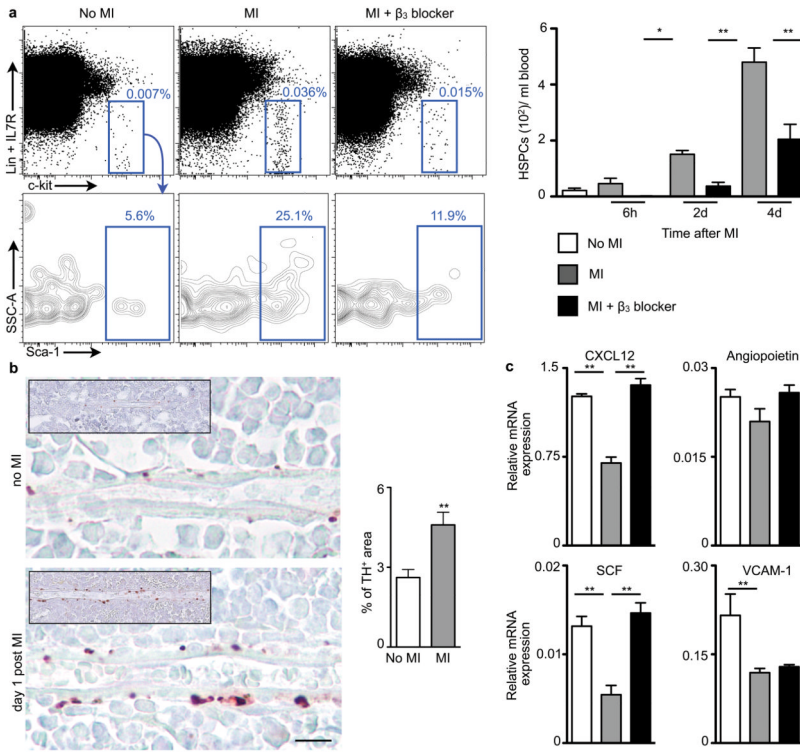 a
No MI
MI
MI + β3 blocker
Lin + IL7R
0.007%
0.036%
0.015%
c-kit
SSC-A
5.6%
25.1%
11.9%
Sca-1
HSPCs (10²)/ ml blood
6
4
2
0
*
**
**
6h
2d
4d
Time after MI
No MI
MI
MI + β3 blocker
b
no MI
day 1 post MI
% of TH⁺ area
6
3
0
**
No MI
MI
c
CXCL12
Relative mRNA
expression
1.5
0.75
0
**
**
Angiopoietin
0.03
0.015
0
SCF
Relative mRNA
expression
0.02
0.01
0
**
**
VCAM-1
0.30
0.15
0
**